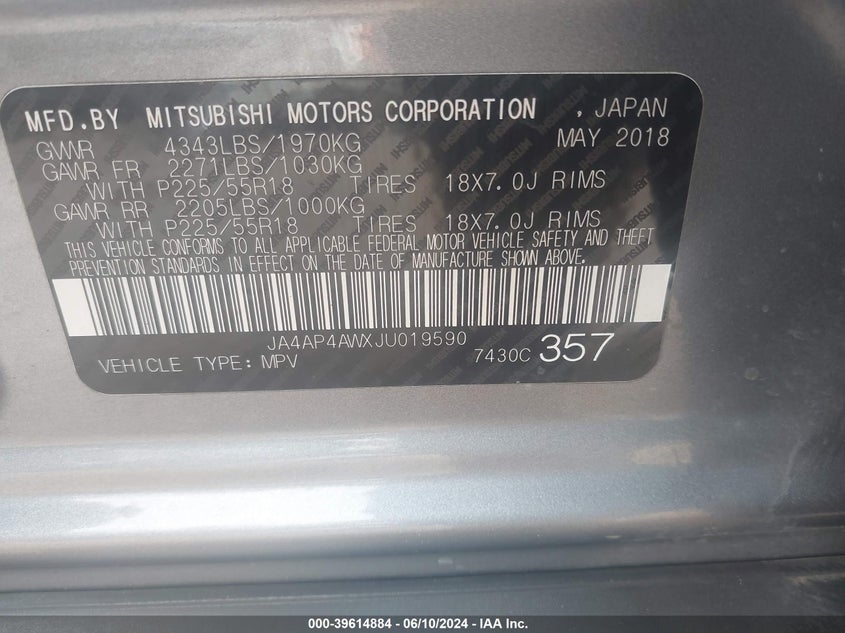 MFD.BY MITSUBISHI MOTORS CORPORATION , JAPAN
GVWR 4343LBS/1970KG MAY 2018
GAWR FR 2271LBS/1030KG
WITH P225/55R18 TIRES 18X7.0J RIMS
GAWR RR 2205LBS/1000KG
WITH P225/55R18 TIRES 18X7.0J RIMS
THIS VEHICLE CONFORMS TO ALL APPLICABLE FEDERAL MOTOR VEHICLE SAFETY AND THEFT
PREVENTION STANDARDS IN EFFECT ON THE DATE OF MANUFACTURE SHOWN ABOVE.
JA4AP4AWXJU019590
VEHICLE TYPE: MPV 7430C 357
000-39614884 - 06/10/2024 - IAA Inc.